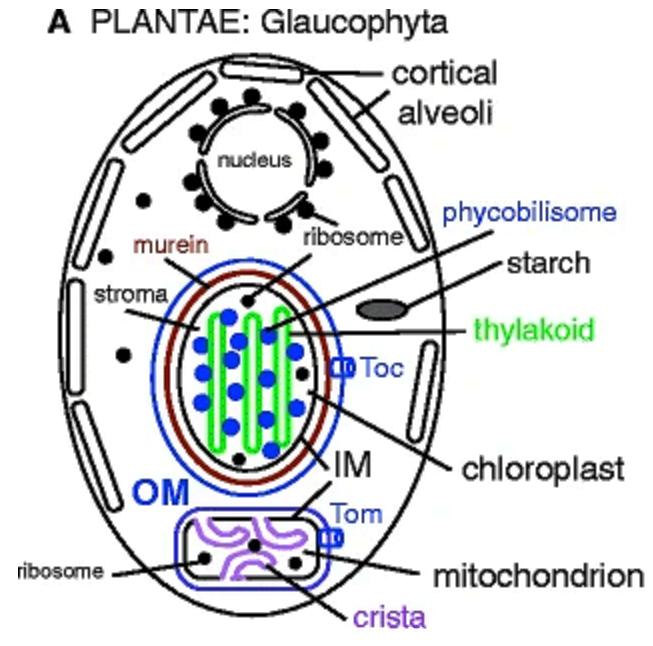 A PLANTAE: Glaucophyta
cortical
alveoli
nucleus
phycobilisome
murein
ribosome
starch
stroma
thylakoid
Toc
IM
chloroplast
OM
Tom
ribosome
mitochondrion
crista